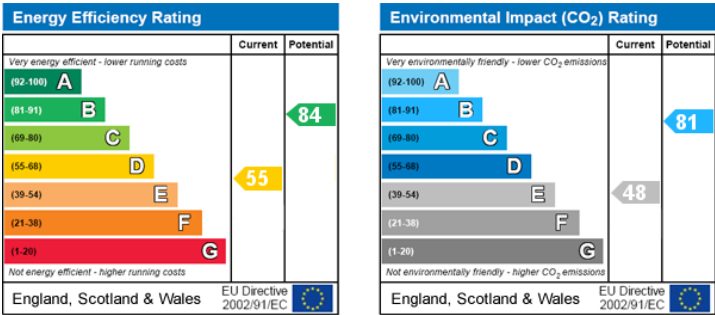 Energy Efficiency Rating
Current Potential
Very energy efficient - lower running costs
(92-100) A
(81-91) B
84
(69-80) C
(55-68) D
55
(39-54) E
(21-38) F
(1-20) G
Not energy efficient - higher running costs
England, Scotland & Wales
EU Directive
2002/91/EC
Environmental Impact (CO₂) Rating
Current Potential
Very environmentally friendly - lower CO₂ emissions
(92-100) A
(81-91) B
81
(69-80) C
(55-68) D
(39-54) E
48
(21-38) F
(1-20) G
Not environmentally friendly - higher CO₂ emissions
England, Scotland & Wales
EU Directive
2002/91/EC